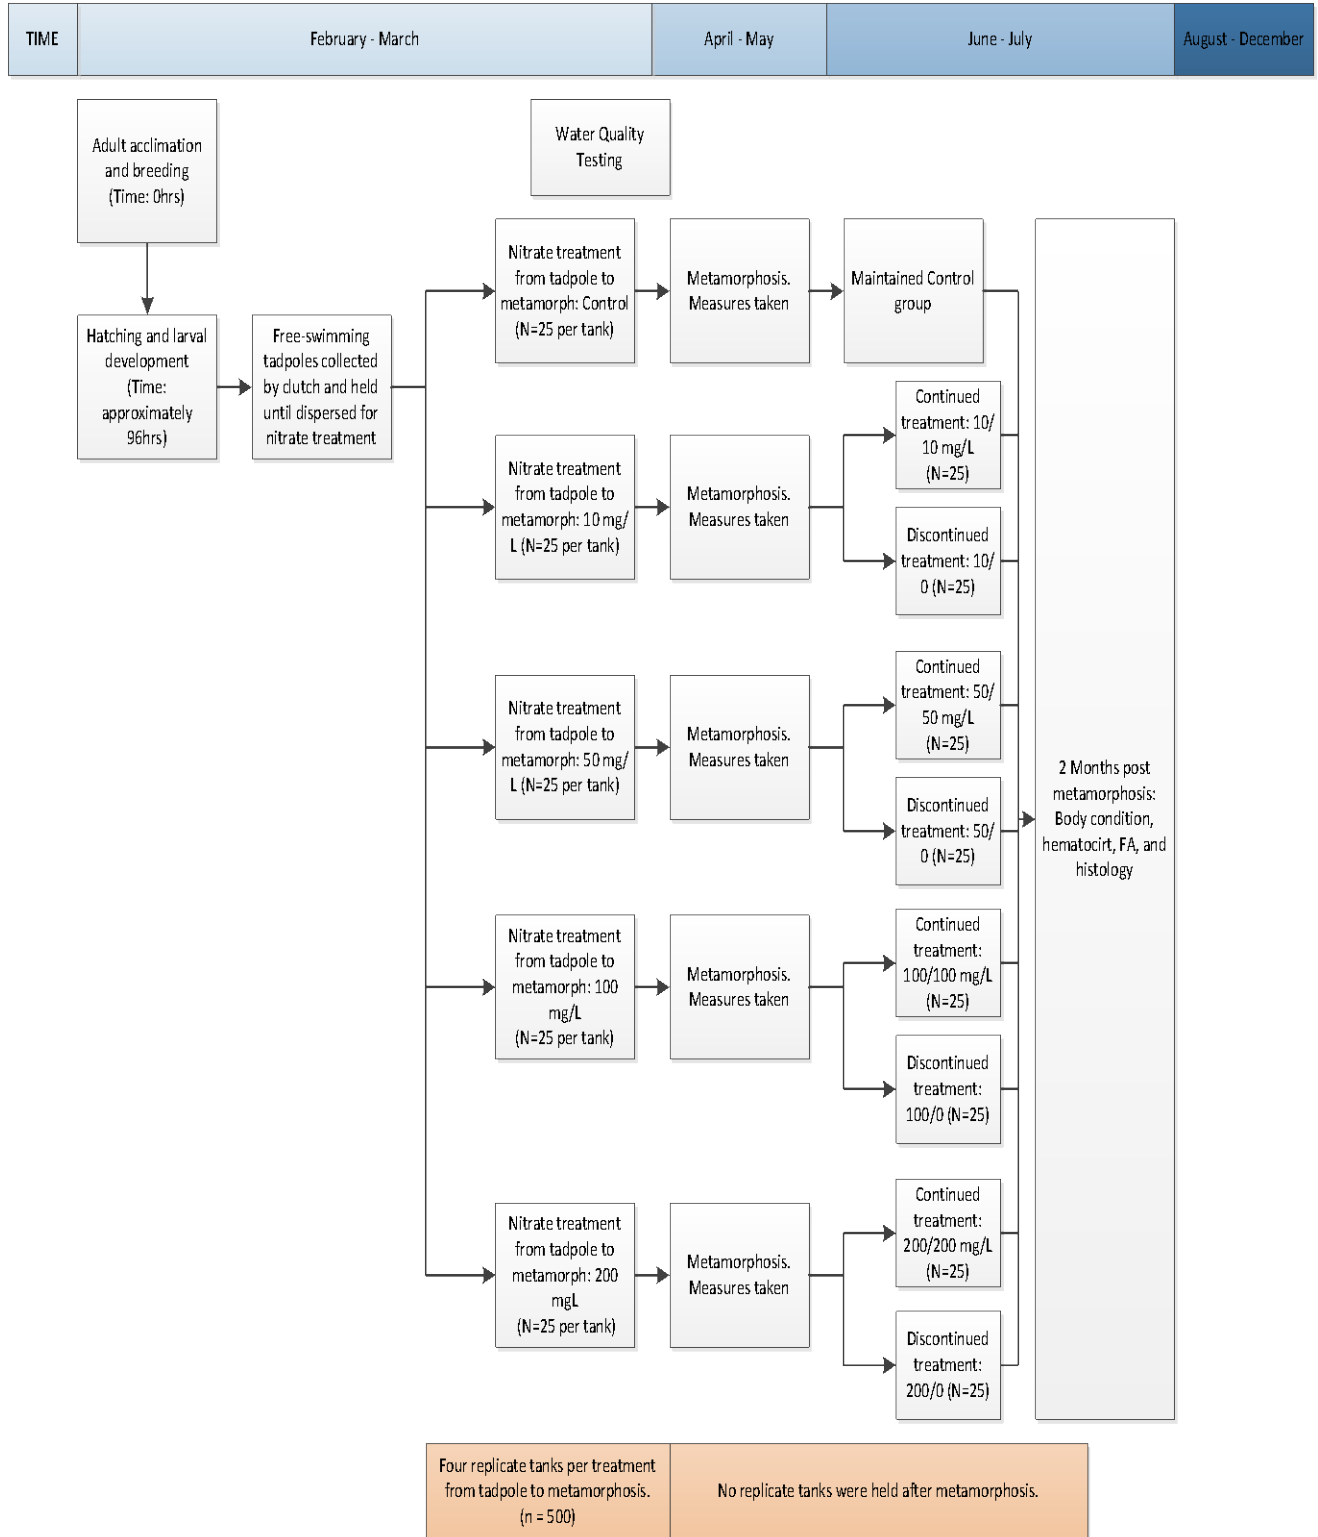 TIME
February - March
April - May
June - July
August - December
Adult acclimation
and breeding
(Time: 0hrs)
Water Quality
Testing
Hatching and larval
development
(Time:
approximately
96hrs)
Free-swimming
tadpoles collected
by clutch and held
until dispersed for
nitrate treatment
Nitrate treatment
from tadpole to
metamorph: Control
(N=25 per tank)
Metamorphosis.
Measures taken
Maintained Control
group
Nitrate treatment
from tadpole to
metamorph: 10 mg/
L (N=25 per tank)
Metamorphosis.
Measures taken
Continued
treatment: 10/
10 mg/L
(N=25)
Discontinued
treatment: 10/
0 (N=25)
Nitrate treatment
from tadpole to
metamorph: 50 mg/
L (N=25 per tank)
Metamorphosis.
Measures taken
Continued
treatment: 50/
50 mg/L
(N=25)
Discontinued
treatment: 50/
0 (N=25)
Nitrate treatment
from tadpole to
metamorph: 100
mg/L
(N=25 per tank)
Metamorphosis.
Measures taken
Continued
treatment:
100/100 mg/L
(N=25)
Discontinued
treatment:
100/0 (N=25)
Nitrate treatment
from tadpole to
metamorph: 200
mgL
(N=25 per tank)
Metamorphosis.
Measures taken
Continued
treatment:
200/200 mg/L
(N=25)
Discontinued
treatment:
200/0 (N=25)
2 Months post
metamorphosis:
Body condition,
hematocirt, FA, and
histology
Four replicate tanks per treatment
from tadpole to metamorphosis.
(n = 500)
No replicate tanks were held after metamorphosis.